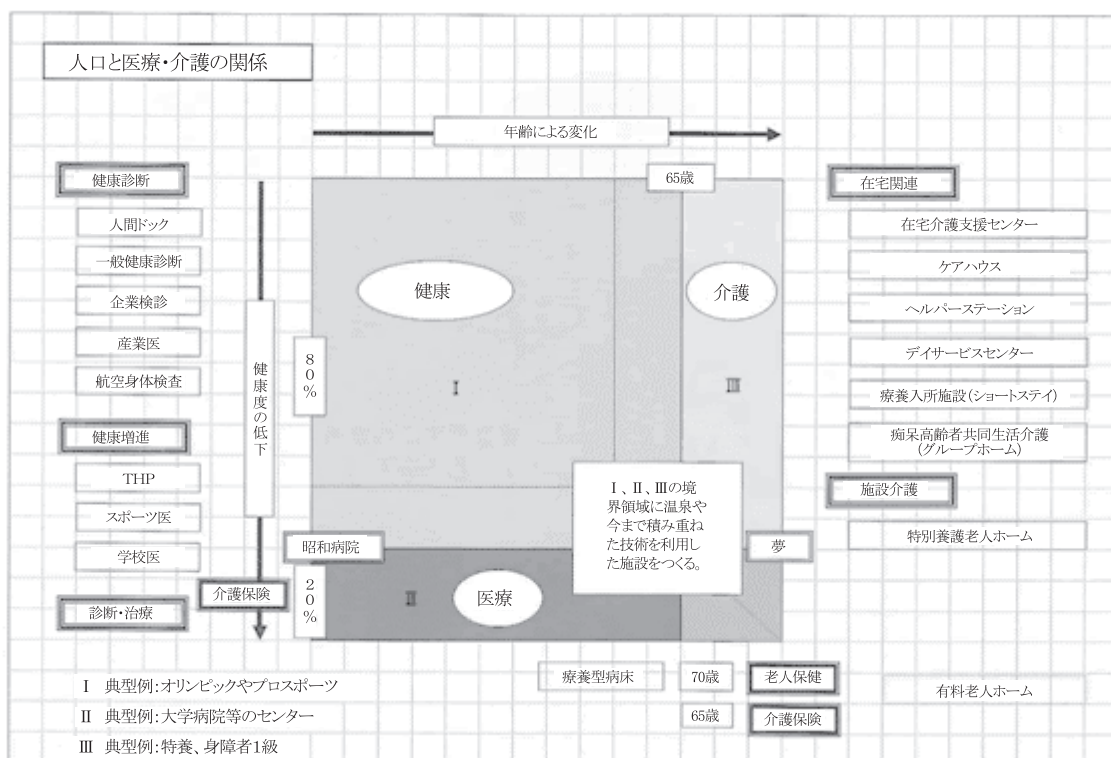 人口と医療・介護の関係
年齢による変化
健康診断
人間ドック
一般健康診断
企業検診
産業医
航空身体検査
健康増進
THP
スポーツ医
学校医
診断・治療
健康度の低下
介護保険
80%
20%
昭和病院
65歳
健康
Ⅰ
介護
Ⅲ
Ⅰ、Ⅱ、Ⅲの境
界領域に温泉や
今まで積み重ね
た技術を利用し
た施設をつくる。
夢
Ⅱ
医療
在宅関連
在宅介護支援センター
ケアハウス
ヘルパーステーション
デイサービスセンター
療養入所施設(ショートステイ)
痴呆高齢者共同生活介護
(グループホーム)
施設介護
特別養護老人ホーム
有料老人ホーム
療養型病床
70歳
老人保健
65歳
介護保険
Ⅰ 典型例:オリンピックやプロスポーツ
Ⅱ 典型例:大学病院等のセンター
Ⅲ 典型例:特養、身障者1級